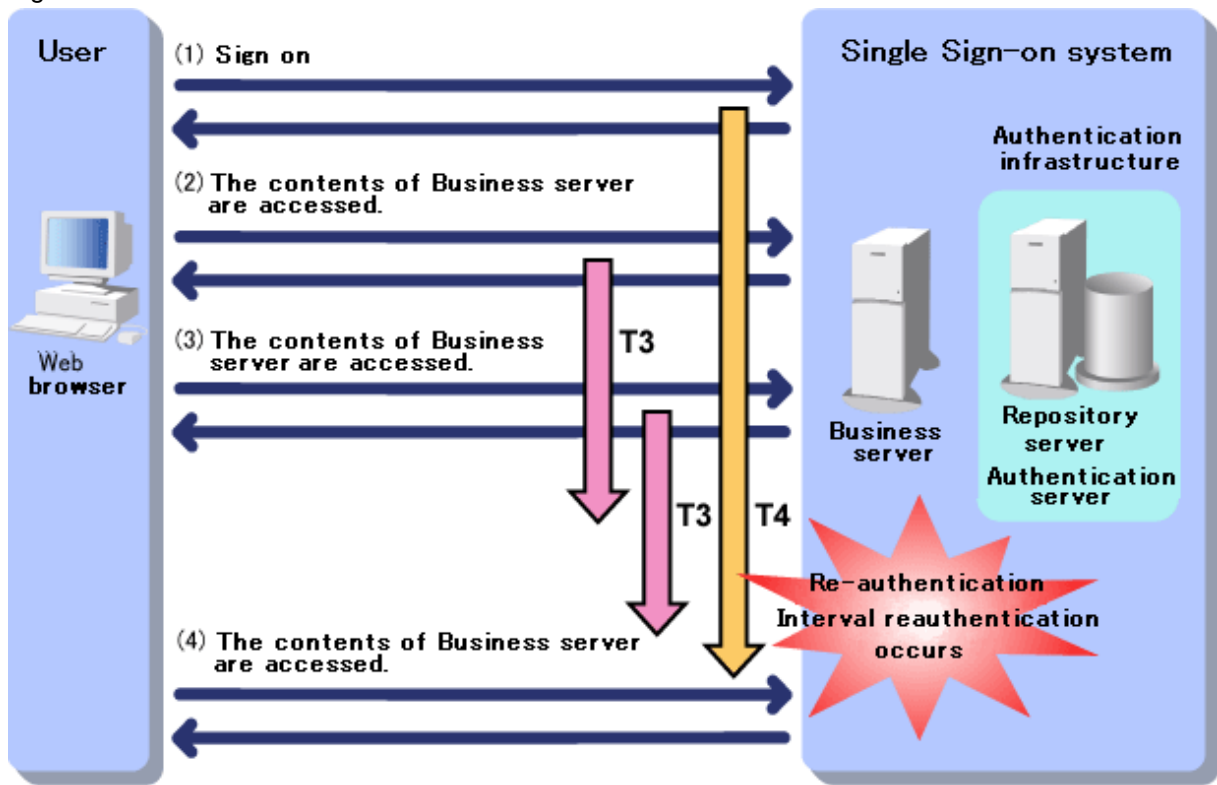 User
Single Sign-on system
(1) Sign on
Authentication
infrastructure
(2) The contents of Business server
are accessed.
(3) The contents of Business
server are accessed.
T3
Web
browser
Business
server
Repository
server
Authentication
server
T3
T4
Re-authentication
Interval reauthentication
occurs
(4) The contents of Business server
are accessed.